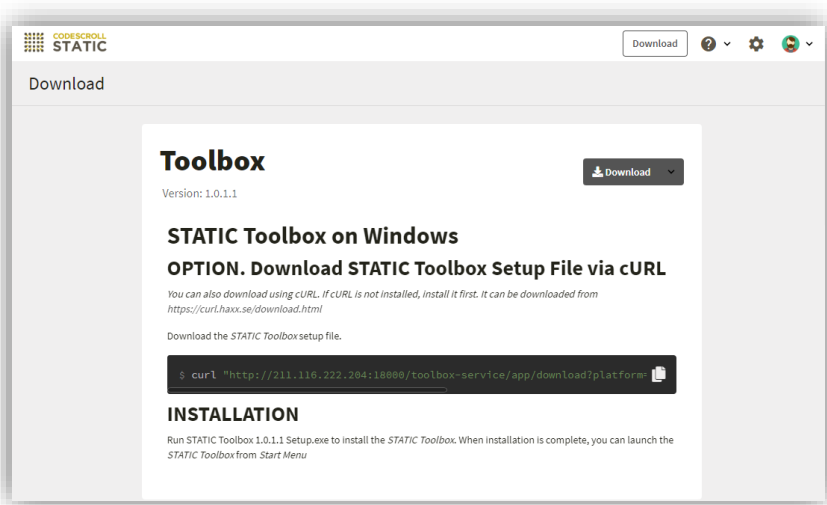 CODESCROLL
STATIC
Download
Download
Toolbox
Download
Version: 1.0.1.1
STATIC Toolbox on Windows
OPTION. Download STATIC Toolbox Setup File via cURL
You can also download using cURL. If cURL is not installed, install it first. It can be downloaded from
https://curl.haxx.se/download.html
Download the STATIC Toolbox setup file.
$ curl "http://211.116.222.204:18000/toolbox-service/app/download?platform=
INSTALLATION
Run STATIC Toolbox 1.0.1.1 Setup.exe to install the STATIC Toolbox. When installation is complete, you can launch the
STATIC Toolbox from Start Menu